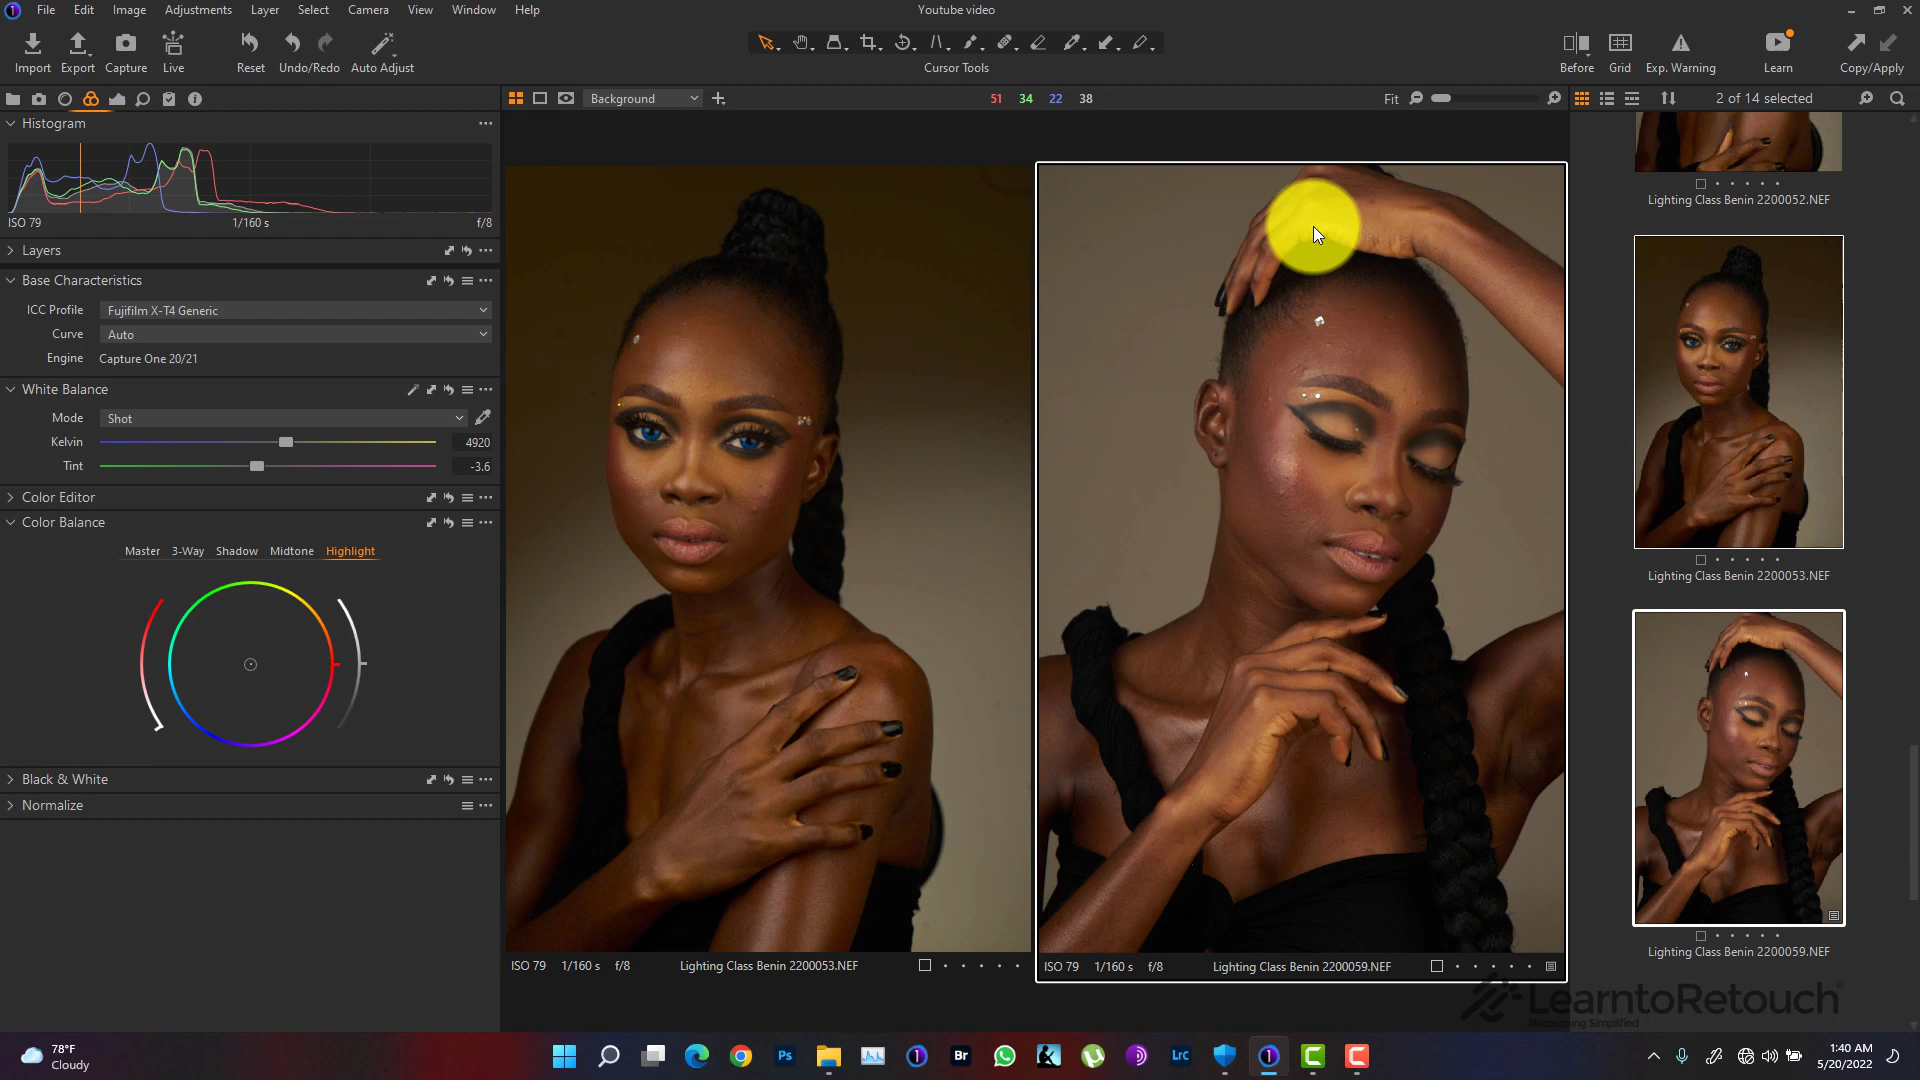 File Edit Image Adjustments Layer Select Camera View Window Help
Youtube video
Import Export Capture Live Reset Undo/Redo Auto Adjust
Cursor Tools
Before Grid Exp. Warning Learn Copy/Apply
Background
51 34 22 38
Fit
2 of 14 selected
Histogram
ISO 79 1/160 s f/8
Layers
Base Characteristics
ICC Profile Fujifilm X-T4 Generic
Curve Auto
Engine Capture One 20/21
White Balance
Mode Shot
Kelvin 4920
Tint -3.6
Color Editor
Color Balance
Master 3-Way Shadow Midtone Highlight
Black & White
Normalize
ISO 79 1/160 s f/8 Lighting Class Benin 2200053.NEF
ISO 79 1/160 s f/8 Lighting Class Benin 2200059.NEF
Lighting Class Benin 2200052.NEF
Lighting Class Benin 2200053.NEF
Lighting Class Benin 2200059.NEF
LearntoRetouch
Retouching Simplified
78°F
Cloudy
Ps
Br
Lrc
1:40 AM
5/20/2022